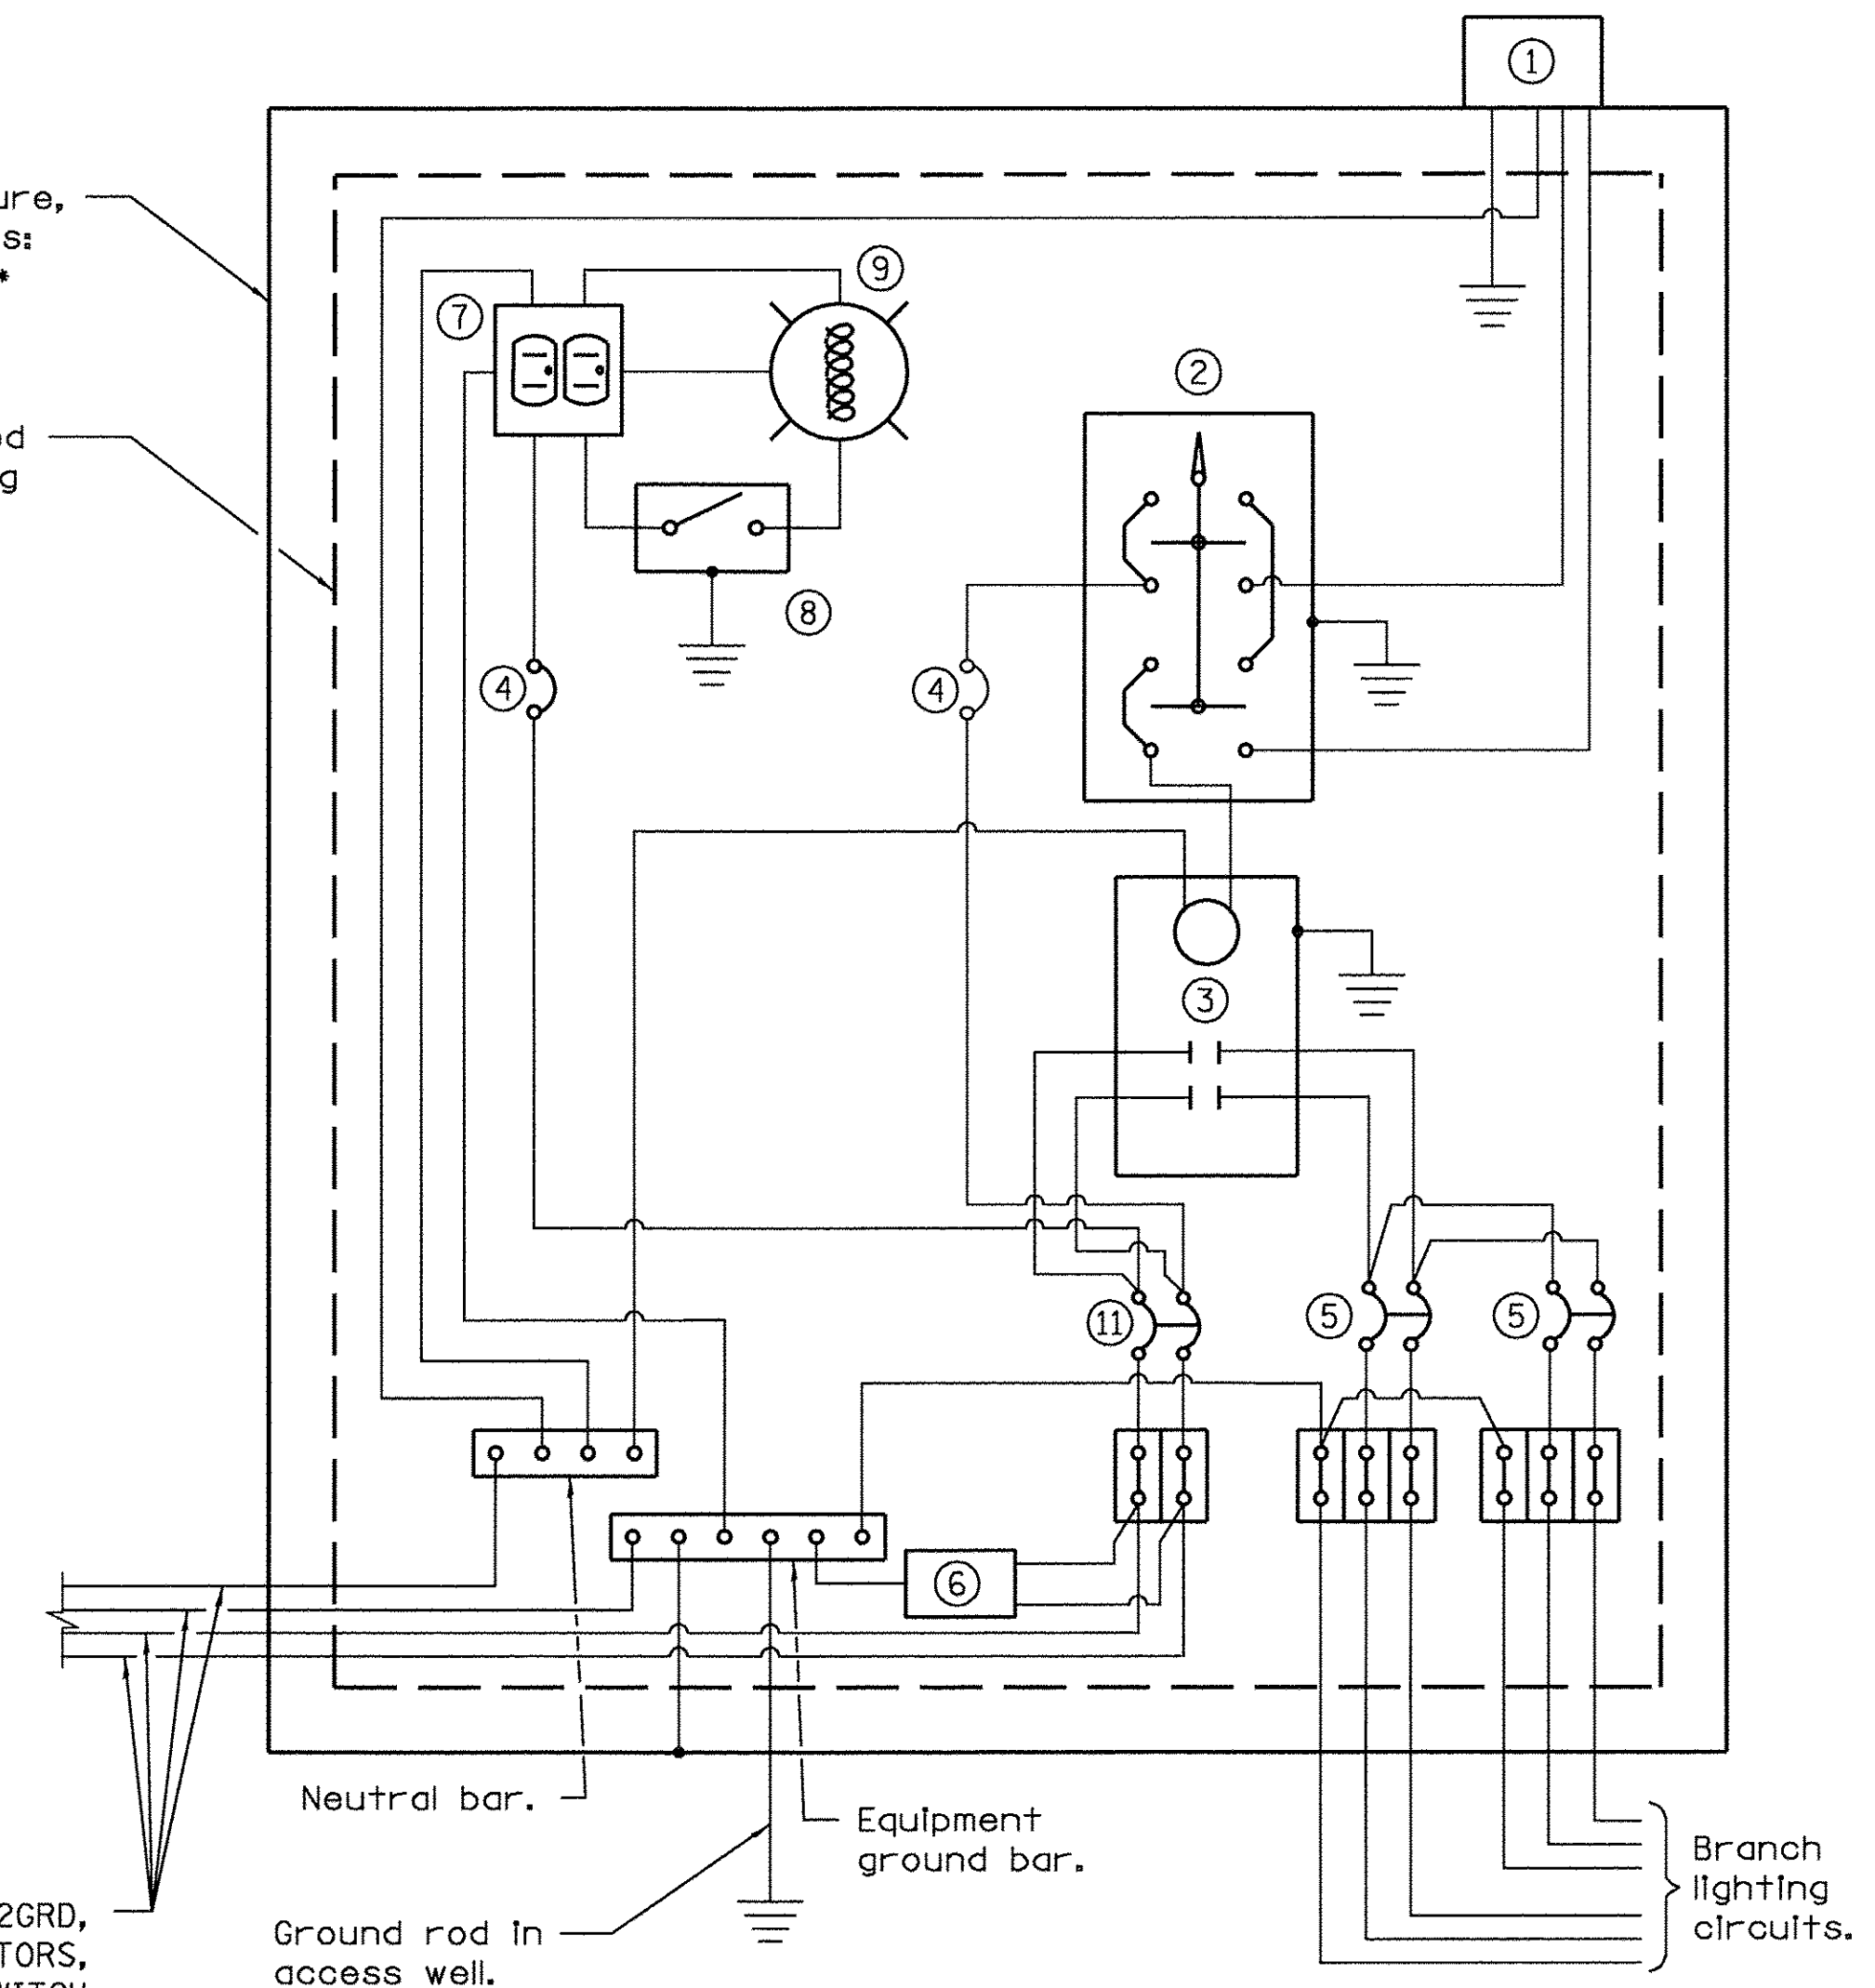 1
ure,
s:
*
9
7
2
ed
g
8
4
4
3
11
5
5
6
Neutral bar.
Equipment
ground bar.
Branch
lighting
circuits.
2GRD,
TORS,
Ground rod in
access well.